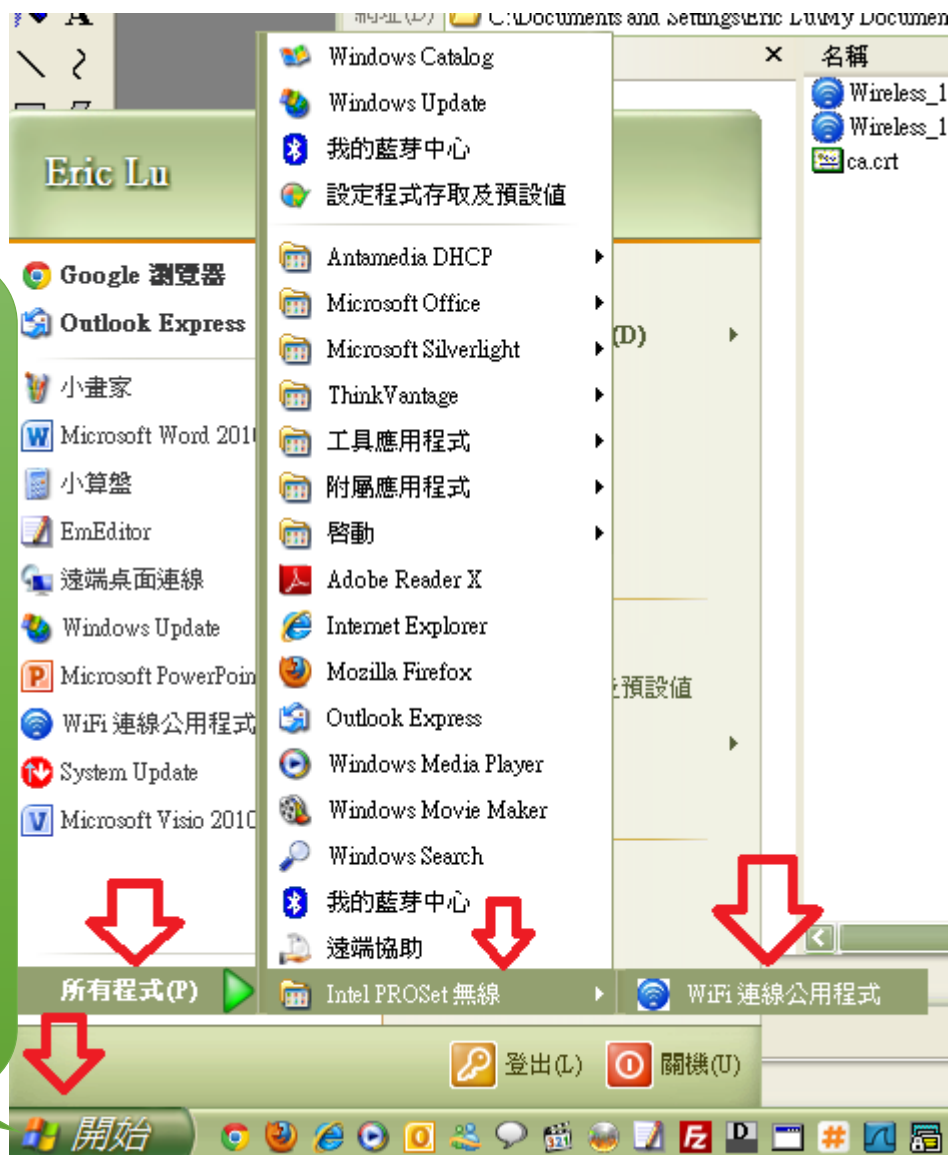 網址(D) C:\Documents and Settings\Eric Lu\My Documen
名稱
Wireless_1
Wireless_1
ca.crt
Eric Lu
Google 瀏覽器
Outlook Express
小畫家
Microsoft Word 201
小算盤
EmEditor
遠端桌面連線
Windows Update
Microsoft PowerPoin
WiFi 連線公用程式
System Update
Microsoft Visio 2010
所有程式(P)
Windows Catalog
Windows Update
我的藍芽中心
設定程式存取及預設值
Antamedia DHCP
Microsoft Office
Microsoft Silverlight
ThinkVantage
工具應用程式
附屬應用程式
啓動
Adobe Reader X
Internet Explorer
Mozilla Firefox
Outlook Express
Windows Media Player
Windows Movie Maker
Windows Search
我的藍芽中心
遠端協助
Intel PROSet 無線
WiFi 連線公用程式
(D)
預設值
登出(L)
關機(U)
開始